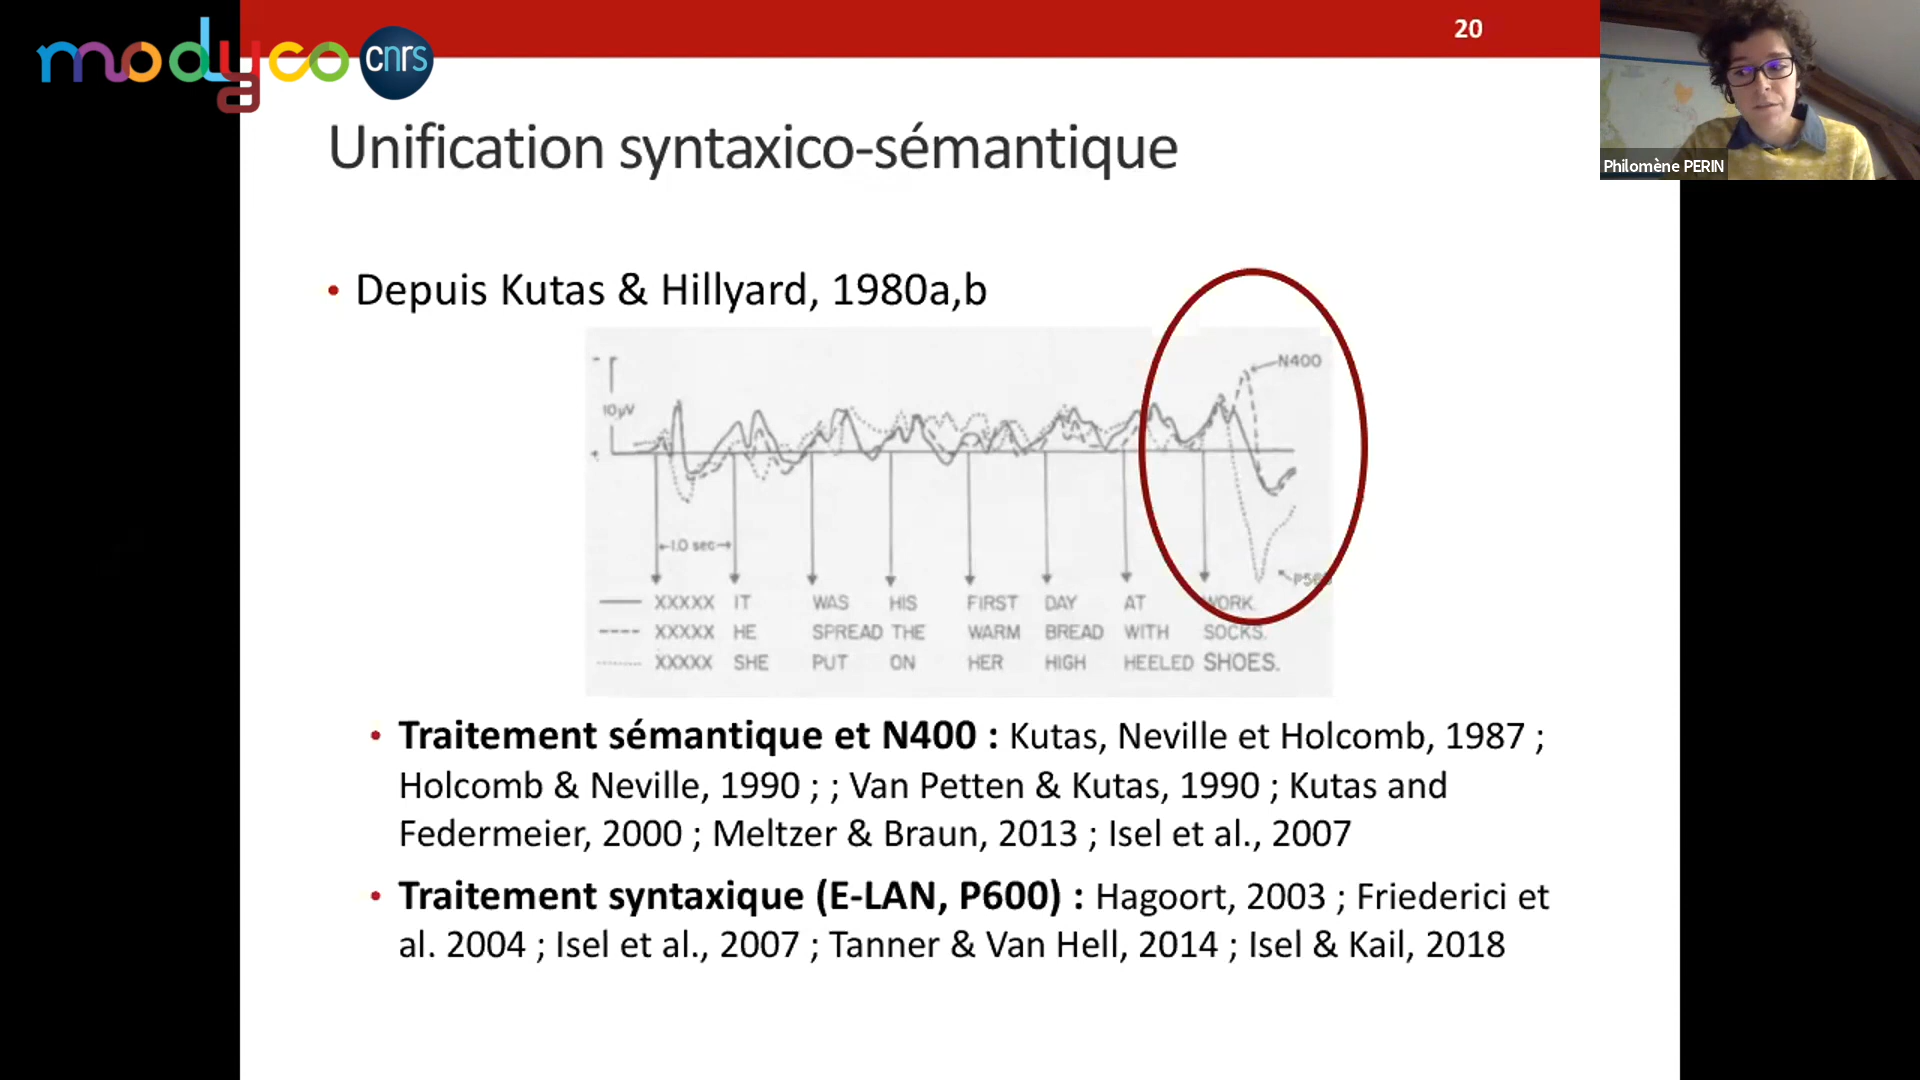 modyco cnrs
20
Philomène PERIN
Unification syntaxico-sémantique
• Depuis Kutas & Hillyard, 1980a,b
N400
10µV
←1.0 sec→
XXXXX IT WAS HIS FIRST DAY AT WORK.
XXXXX HE SPREAD THE WARM BREAD WITH SOCKS.
XXXXX SHE PUT ON HER HIGH HEELED SHOES.
• Traitement sémantique et N400 : Kutas, Neville et Holcomb, 1987 ;
Holcomb & Neville, 1990 ; ; Van Petten & Kutas, 1990 ; Kutas and
Federmeier, 2000 ; Meltzer & Braun, 2013 ; Isel et al., 2007
• Traitement syntaxique (E-LAN, P600) : Hagoort, 2003 ; Friederici et
al. 2004 ; Isel et al., 2007 ; Tanner & Van Hell, 2014 ; Isel & Kail, 2018